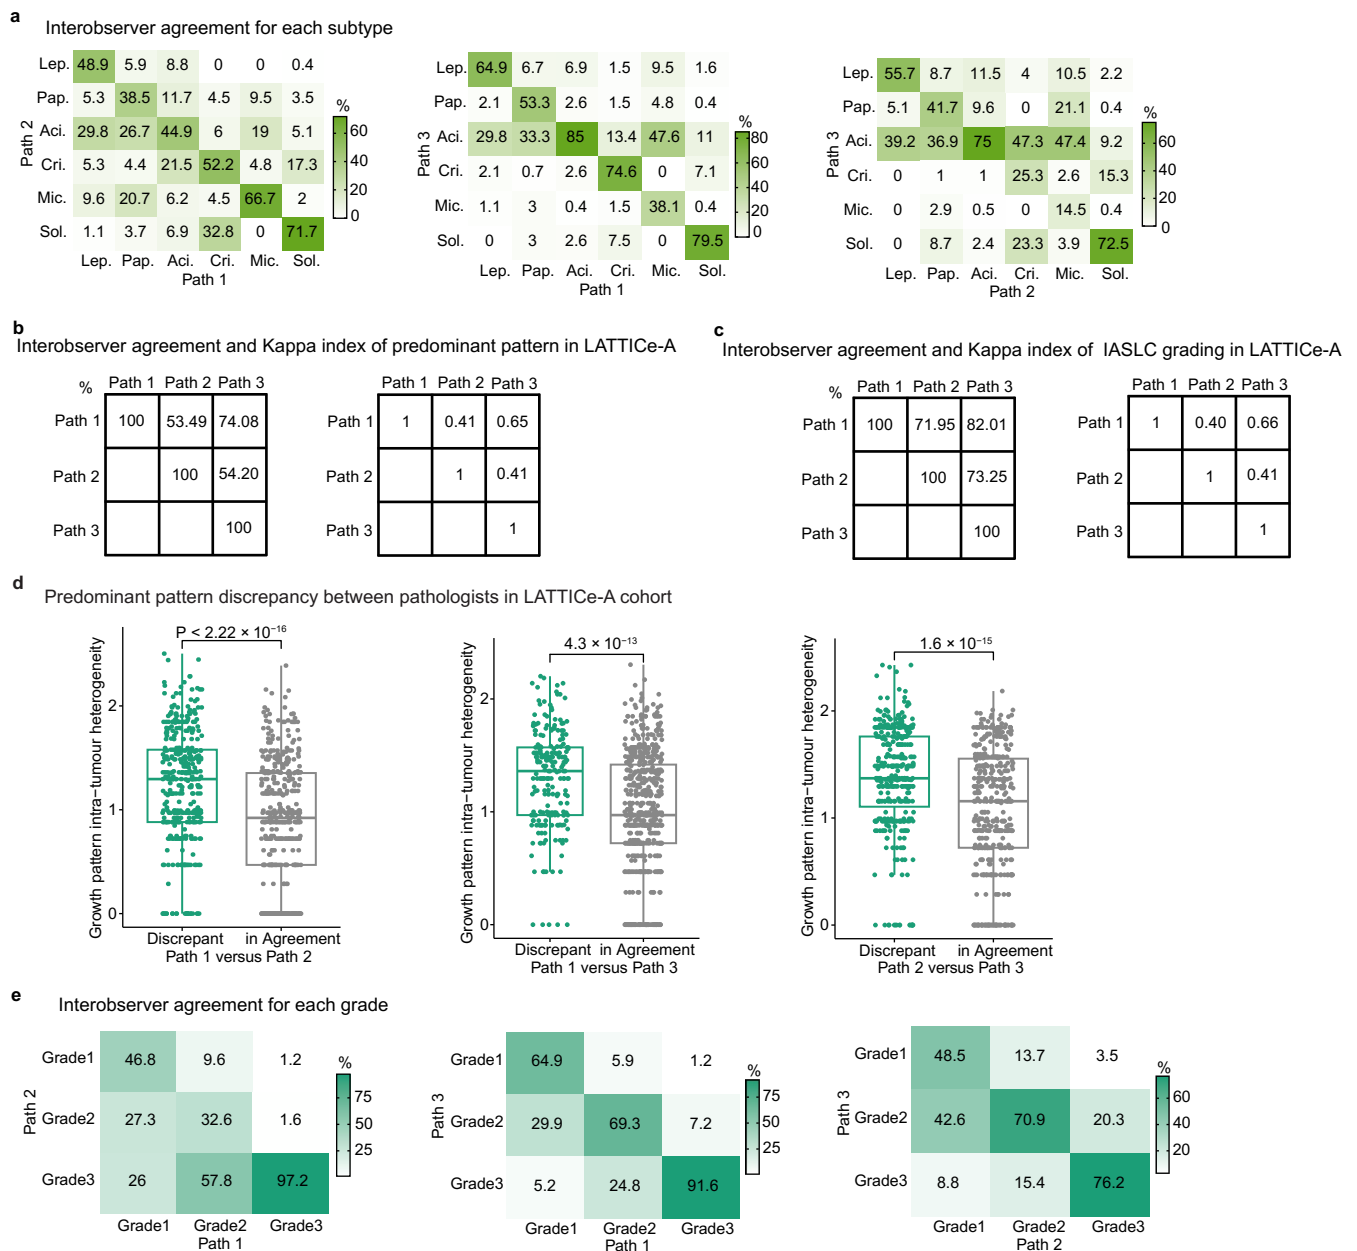 a
Interobserver agreement for each subtype
Path 2
Lep. 48.9 5.9 8.8 0 0 0.4
Pap. 5.3 38.5 11.7 4.5 9.5 3.5
Aci. 29.8 26.7 44.9 6 19 5.1
Cri. 5.3 4.4 21.5 52.2 4.8 17.3
Mic. 9.6 20.7 6.2 4.5 66.7 2
Sol. 1.1 3.7 6.9 32.8 0 71.7
Lep. Pap. Aci. Cri. Mic. Sol.
Path 1
%
60
40
20
0
Path 3
Lep. 64.9 6.7 6.9 1.5 9.5 1.6
Pap. 2.1 53.3 2.6 1.5 4.8 0.4
Aci. 29.8 33.3 85 13.4 47.6 11
Cri. 2.1 0.7 2.6 74.6 0 7.1
Mic. 1.1 3 0.4 1.5 38.1 0.4
Sol. 0 3 2.6 7.5 0 79.5
Lep. Pap. Aci. Cri. Mic. Sol.
Path 1
%
80
60
40
20
0
Path 3
Lep. 55.7 8.7 11.5 4 10.5 2.2
Pap. 5.1 41.7 9.6 0 21.1 0.4
Aci. 39.2 36.9 75 47.3 47.4 9.2
Cri. 0 1 1 25.3 2.6 15.3
Mic. 0 2.9 0.5 0 14.5 0.4
Sol. 0 8.7 2.4 23.3 3.9 72.5
Lep. Pap. Aci. Cri. Mic. Sol.
Path 2
%
60
40
20
0
b
Interobserver agreement and Kappa index of predominant pattern in LATTICe-A
% Path 1 Path 2 Path 3
Path 1 100 53.49 74.08
Path 2 100 54.20
Path 3 100
Path 1 Path 2 Path 3
Path 1 1 0.41 0.65
Path 2 1 0.41
Path 3 1
c
Interobserver agreement and Kappa index of IASLC grading in LATTICe-A
% Path 1 Path 2 Path 3
Path 1 100 71.95 82.01
Path 2 100 73.25
Path 3 100
Path 1 Path 2 Path 3
Path 1 1 0.40 0.66
Path 2 1 0.41
Path 3 1
d
Predominant pattern discrepancy between pathologists in LATTICe-A cohort
Growth pattern intra-tumour heterogeneity
P < 2.22 × 10⁻¹⁶
2
1
0
Discrepant in Agreement
Path 1 versus Path 2
Growth pattern intra-tumour heterogeneity
4.3 × 10⁻¹³
2
1
0
Discrepant in Agreement
Path 1 versus Path 3
Growth pattern intra-tumour heterogeneity
1.6 × 10⁻¹⁵
2
1
0
Discrepant in Agreement
Path 2 versus Path 3
e
Interobserver agreement for each grade
Path 2
Grade1 46.8 9.6 1.2
Grade2 27.3 32.6 1.6
Grade3 26 57.8 97.2
Grade1 Grade2 Grade3
Path 1
%
75
50
25
Path 3
Grade1 64.9 5.9 1.2
Grade2 29.9 69.3 7.2
Grade3 5.2 24.8 91.6
Grade1 Grade2 Grade3
Path 1
%
75
50
25
Path 3
Grade1 48.5 13.7 3.5
Grade2 42.6 70.9 20.3
Grade3 8.8 15.4 76.2
Grade1 Grade2 Grade3
Path 2
%
60
40
20